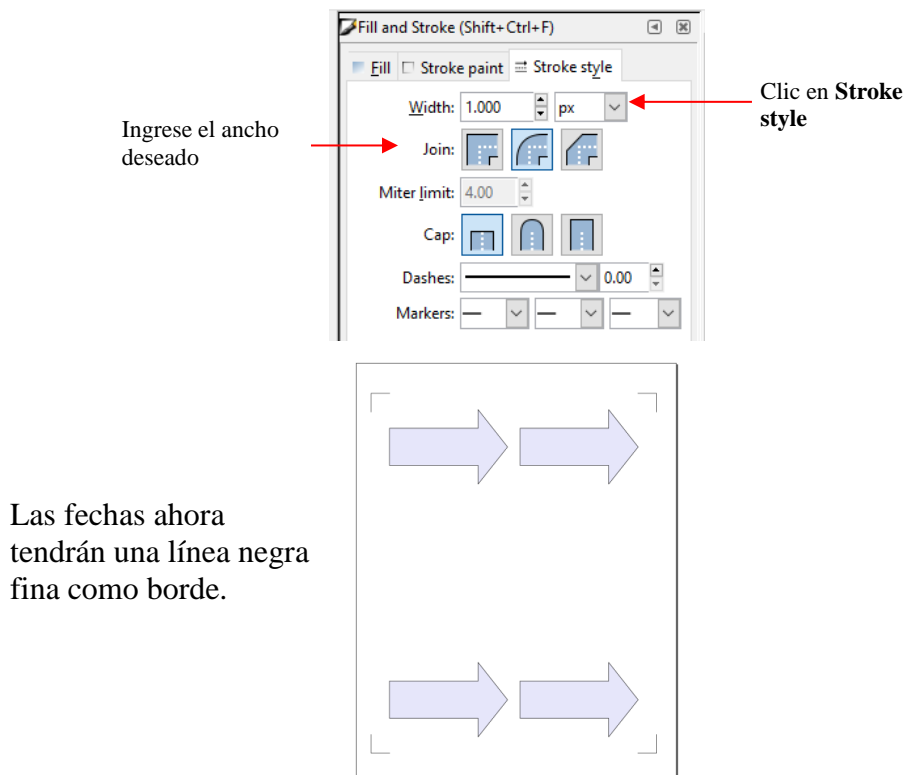 Fill and Stroke (Shift+Ctrl+F)
Fill Stroke paint Stroke style
Width: 1.000 px
Clic en Stroke
style
Ingrese el ancho
deseado
Join:
Miter limit: 4.00
Cap:
Dashes: 0.00
Markers:
Las fechas ahora
tendrán una línea negra
fina como borde.